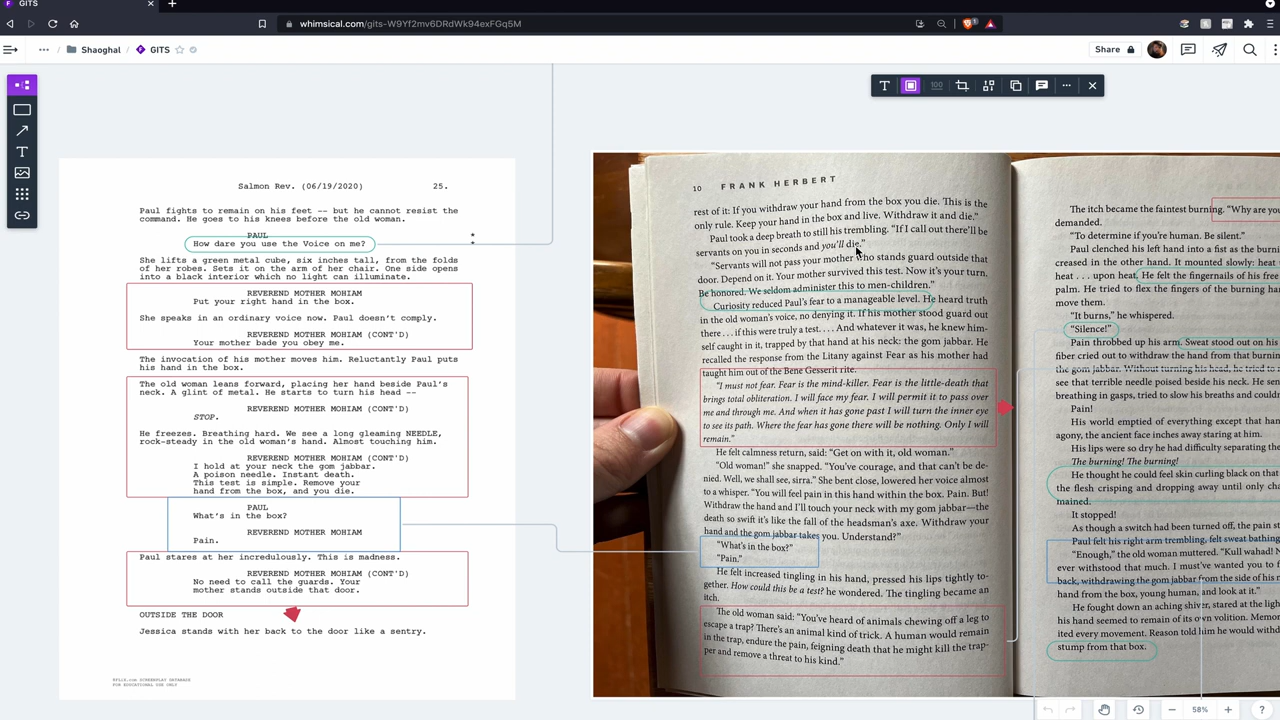 GITS
whimsical.com/gits-W9Yf2mv6DRdWk94exFGq5M
Shaoghal / GITS
Share
Salmon Rev. (06/19/2020) 25.
Paul fights to remain on his feet -- but he cannot resist the
command. He goes to his knees before the old woman.
PAUL
How dare you use the Voice on me?
She lifts a green metal cube, six inches tall, from the folds
of her robes. Sets it on the arm of her chair. One side opens
into a black interior which no light can illuminate.
REVEREND MOTHER MOHIAM
Put your right hand in the box.
She speaks in an ordinary voice now. Paul doesn't comply.
REVEREND MOTHER MOHIAM (CONT'D)
Your mother bade you obey me.
The invocation of his mother moves him. Reluctantly Paul puts
his hand in the box.
The old woman leans forward, placing her hand beside Paul's
neck. A glint of metal. He starts to turn his head --
REVEREND MOTHER MOHIAM (CONT'D)
STOP.
He freezes. Breathing hard. We see a long gleaming NEEDLE,
rock-steady in the old woman's hand. Almost touching him.
REVEREND MOTHER MOHIAM (CONT'D)
I hold at your neck the gom jabbar.
A poison needle. Instant death.
This test is simple. Remove your
hand from the box, and you die.
PAUL
What's in the box?
REVEREND MOTHER MOHIAM
Pain.
Paul stares at her incredulously. This is madness.
REVEREND MOTHER MOHIAM (CONT'D)
No need to call the guards. Your
mother stands outside that door.
OUTSIDE THE DOOR
Jessica stands with her back to the door like a sentry.
FOR EDUCATIONAL USE ONLY
10 FRANK HERBERT
rest of it: If you withdraw your hand from the box you die. This is the
only rule. Keep your hand in the box and live. Withdraw it and die.”
Paul took a deep breath to still his trembling. “If I call out there'll be
servants on you in seconds and you'll die.”
“Servants will not pass your mother who stands guard outside that
door. Depend on it. Your mother survived this test. Now it's your turn.
Be honored. We seldom administer this to men-children.”
Curiosity reduced Paul's fear to a manageable level. He heard truth
in the old woman's voice, no denying it. If his mother stood guard out
there . . . if this were truly a test. . . . And whatever it was, he knew him-
self caught in it, trapped by that hand at his neck: the gom jabbar. He
recalled the response from the Litany against Fear as his mother had
taught him out of the Bene Gesserit rite.
“I must not fear. Fear is the mind-killer. Fear is the little-death that
brings total obliteration. I will face my fear. I will permit it to pass over
me and through me. And when it has gone past I will turn the inner eye
to see its path. Where the fear has gone there will be nothing. Only I will
remain.”
He felt calmness return, said: “Get on with it, old woman.”
“Old woman!” she snapped. “You've courage, and that can't be de-
nied. Well, we shall see, sirra.” She bent close, lowered her voice almost
to a whisper. “You will feel pain in this hand within the box. Pain. But!
Withdraw the hand and I'll touch your neck with my gom jabbar—the
death so swift it's like the fall of the headsman's axe. Withdraw your
hand and the gom jabbar takes you. Understand?”
“What's in the box?”
“Pain.”
He felt increased tingling in his hand, pressed his lips tightly to-
gether. How could this be a test? he wondered. The tingling became an
itch.
The old woman said: “You've heard of animals chewing off a leg to
escape a trap? There's an animal kind of trick. A human would remain
in the trap, endure the pain, feigning death that he might kill the trap-
per and remove a threat to his kind.”
The itch became the faintest burning. “Why are you
demanded.
“To determine if you're human. Be silent.”
Paul clenched his left hand into a fist as the burning
creased in the other hand. It mounted slowly: heat
heat . . . upon heat. He felt the fingernails of his free
palm. He tried to flex the fingers of the burning hand
move them.
“It burns,” he whispered.
“Silence!”
Pain throbbed up his arm. Sweat stood out on his
fiber cried out to withdraw the hand from that burning
the gom jabbar. Without turning his head, he tried to
see that terrible needle poised beside his neck. He sen
breathing in gasps, tried to slow his breaths and couldn
Pain!
His world emptied of everything except that hand
agony, the ancient face inches away staring at him.
His lips were so dry he had difficulty separating the
The burning! The burning!
He thought he could feel skin curling black on that
the flesh crisping and dropping away until only cha
mained.
It stopped!
As though a switch had been turned off, the pain st
Paul felt his right arm trembling, felt sweat bathing
“Enough,” the old woman muttered. “Kull wahad!
ever withstood that much. I must've wanted you to
back, withdrawing the gom jabbar from the side of his n
hand from the box, young human, and look at it.”
He fought down an aching shiver, stared at the ligh
his hand seemed to remain of its own volition. Memor
ited every movement. Reason told him he would withd
stump from that box.
58%